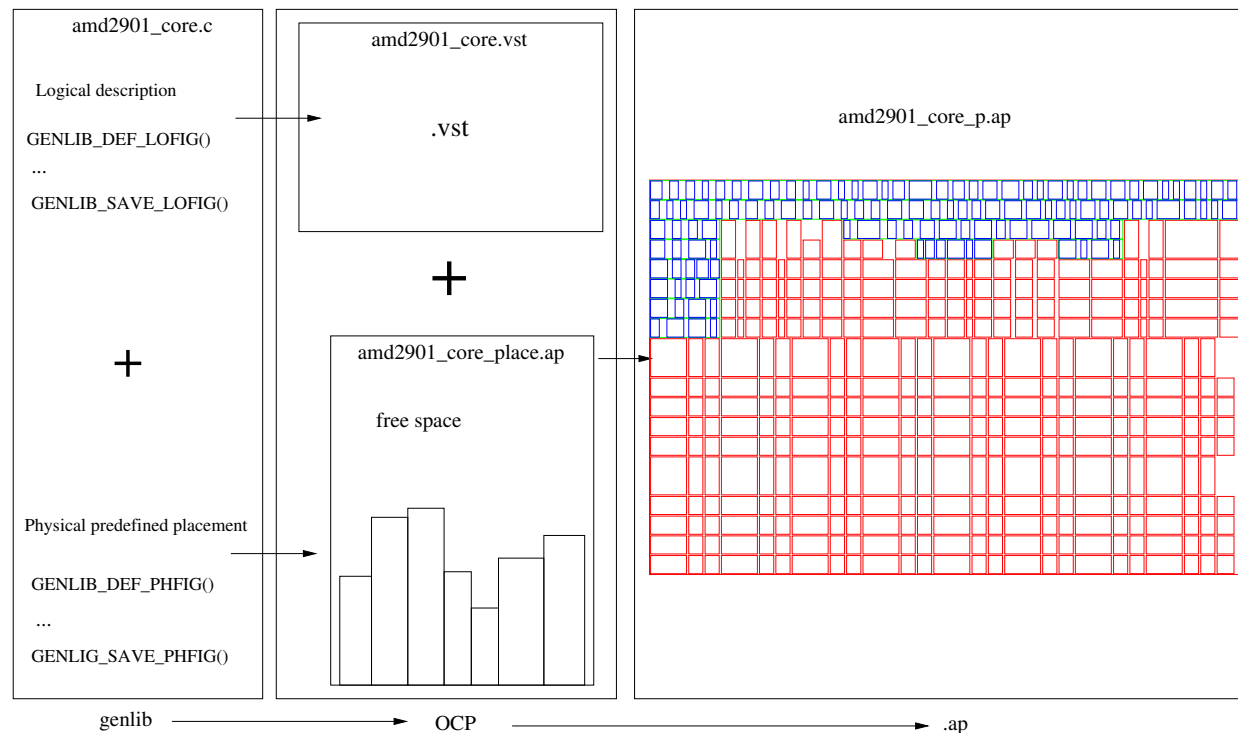 amd2901_core.c
Logical description
GENLIB_DEF_LOFIG()
...
GENLIB_SAVE_LOFIG()
+
Physical predefined placement
GENLIB_DEF_PHFIG()
...
GENLIG_SAVE_PHFIG()
amd2901_core.vst
.vst
+
amd2901_core_place.ap
free space
amd2901_core_p.ap
genlib
OCP
.ap